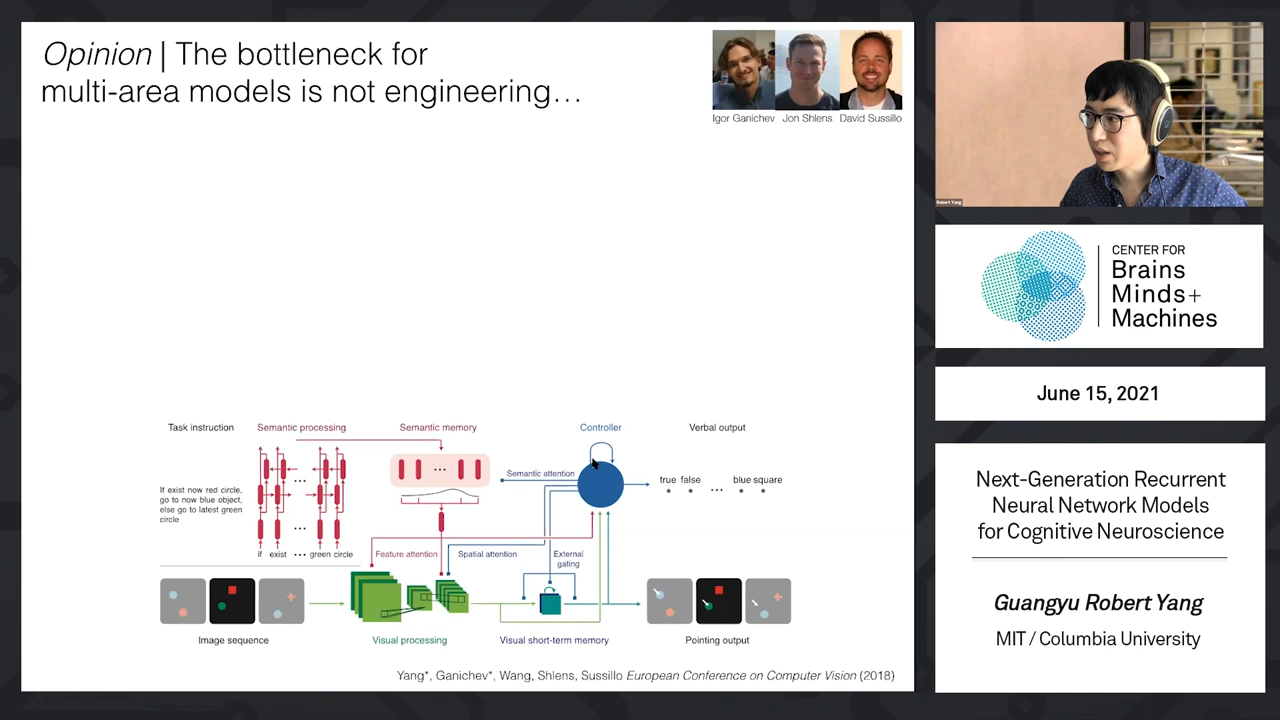 Opinion | The bottleneck for
multi-area models is not engineering…
Igor Ganichev Jon Shlens David Sussillo
Task instruction
Semantic processing
Semantic memory
Controller
Verbal output
If exist now red circle,
go to now blue object,
else go to latest green
circle
if exist ... green circle
Semantic attention
true false ... blue square
Feature attention
Spatial attention
External
gating
Image sequence
Visual processing
Visual short-term memory
Pointing output
Yang*, Ganichev*, Wang, Shlens, Sussillo European Conference on Computer Vision (2018)
Robert Yang
CENTER FOR
Brains
Minds+
Machines
June 15, 2021
Next-Generation Recurrent
Neural Network Models
for Cognitive Neuroscience
Guangyu Robert Yang
MIT / Columbia University